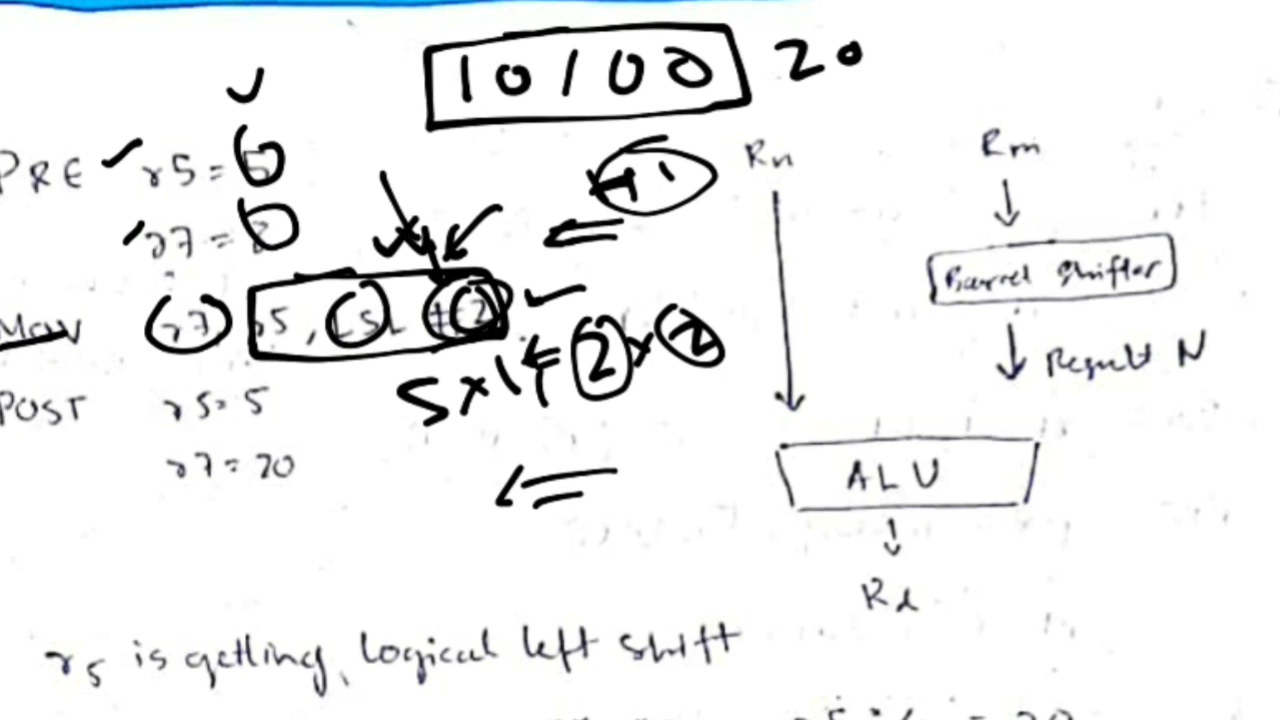 10100 20
PRE r5 = 5
r7 =
Mov r7 r5, LSL #2
5 × 4 ← 2 × 2
POST r5 = 5
r7 = 20
Rn
Rm
Barrel Shifter
Result N
ALU
Rd
r5 is getting, Logical left shift